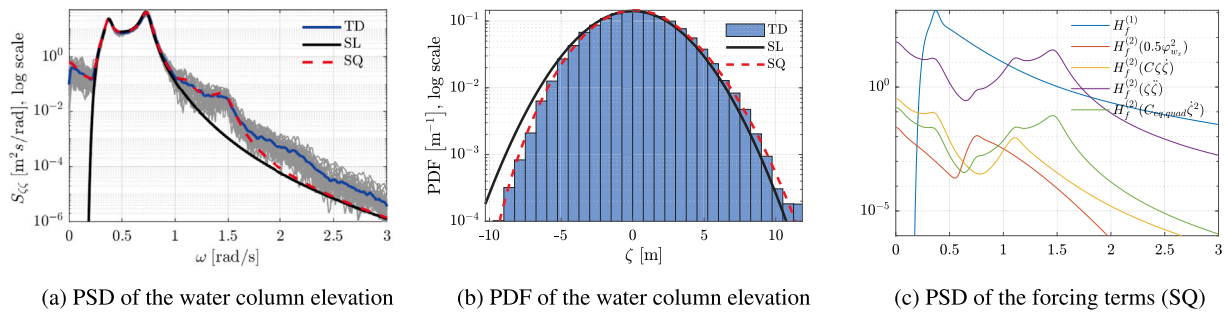 S_ζζ [m² s/rad], log scale
10⁰
10⁻²
10⁻⁴
10⁻⁶
0 0.5 1 1.5 2 2.5 3
ω [rad/s]
TD
SL
SQ
(a) PSD of the water column elevation
PDF [m⁻¹], log scale
10⁻¹
10⁻²
10⁻³
10⁻⁴
-10 -5 0 5 10
ζ [m]
TD
SL
SQ
(b) PDF of the water column elevation
10⁰
10⁻⁵
0 0.5 1 1.5 2 2.5 3
H_f^(1)
H_f^(2)(0.5φ²_{w_z})
H_f^(2)(Cζζ̇)
H_f^(2)(ζζ̈)
H_f^(2)(C_{eq,quad}ζ̇²)
(c) PSD of the forcing terms (SQ)